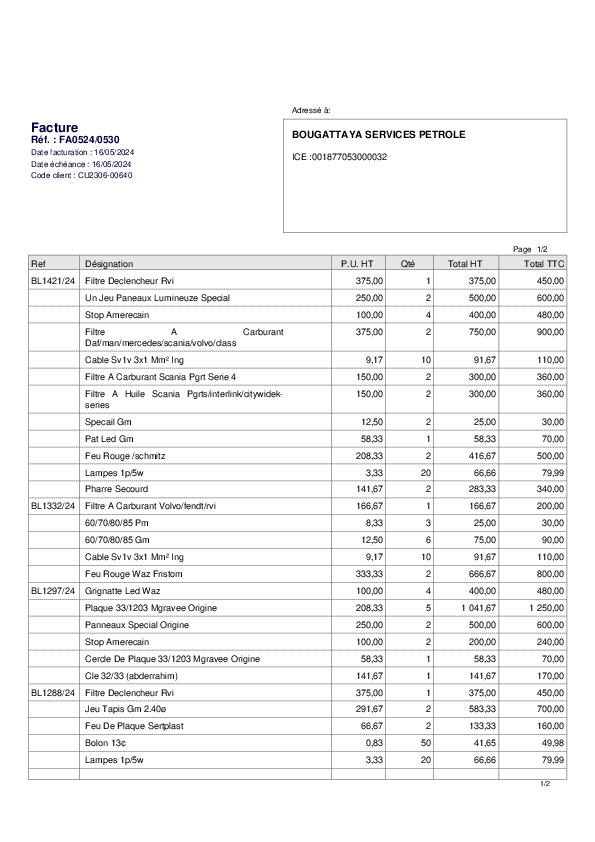 Adressé à:
Facture
Réf. : FA0524/0530
Date facturation : 16/05/2024
Date échéance : 16/05/2024
Code client : CU2306-00640
BOUGATTAYA SERVICES PETROLE
ICE :001877053000032
Page 1/2
Ref Désignation P.U. HT Qté Total HT Total TTC
BL1421/24 Filtre Declencheur Rvi 375,00 1 375,00 450,00
Un Jeu Paneaux Lumineuze Special 250,00 2 500,00 600,00
Stop Amerecain 100,00 4 400,00 480,00
Filtre A Carburant 375,00 2 750,00 900,00
Daf/man/mercedes/scania/volvo/class
Cable Sv1v 3x1 Mm² Ing 9,17 10 91,67 110,00
Filtre A Carburant Scania Pgrt Serie 4 150,00 2 300,00 360,00
Filtre A Huile Scania Pgrts/interlink/citywidek- 150,00 2 300,00 360,00
series
Specail Gm 12,50 2 25,00 30,00
Pat Led Gm 58,33 1 58,33 70,00
Feu Rouge /schmitz 208,33 2 416,67 500,00
Lampes 1p/5w 3,33 20 66,66 79,99
Pharre Secourd 141,67 2 283,33 340,00
BL1332/24 Filtre A Carburant Volvo/fendt/rvi 166,67 1 166,67 200,00
60/70/80/85 Pm 8,33 3 25,00 30,00
60/70/80/85 Gm 12,50 6 75,00 90,00
Cable Sv1v 3x1 Mm² Ing 9,17 10 91,67 110,00
Feu Rouge Waz Fristom 333,33 2 666,67 800,00
BL1297/24 Grignatte Led Waz 100,00 4 400,00 480,00
Plaque 33/1203 Mgravee Origine 208,33 5 1 041,67 1 250,00
Panneaux Special Origine 250,00 2 500,00 600,00
Stop Amerecain 100,00 2 200,00 240,00
Cercle De Plaque 33/1203 Mgravee Origine 58,33 1 58,33 70,00
Cle 32/33 (abderrahim) 141,67 1 141,67 170,00
BL1288/24 Filtre Declencheur Rvi 375,00 1 375,00 450,00
Jeu Tapis Gm 2.40ø 291,67 2 583,33 700,00
Feu De Plaque Sertplast 66,67 2 133,33 160,00
Bolon 13¢ 0,83 50 41,65 49,98
Lampes 1p/5w 3,33 20 66,66 79,99
1/2